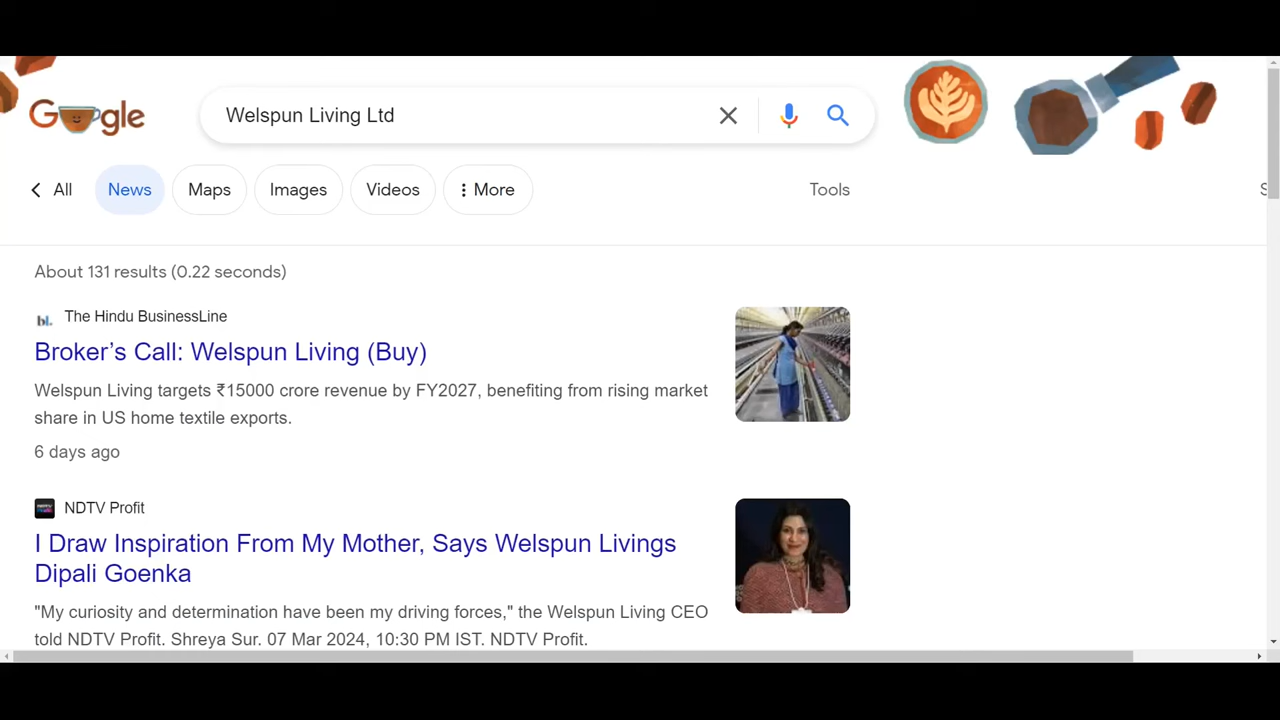 Google
Welspun Living Ltd
All
News
Maps
Images
Videos
More
Tools
About 131 results (0.22 seconds)
bl.
The Hindu BusinessLine
Broker's Call: Welspun Living (Buy)
Welspun Living targets ₹15000 crore revenue by FY2027, benefiting from rising market
share in US home textile exports.
6 days ago
NDTV Profit
I Draw Inspiration From My Mother, Says Welspun Livings
Dipali Goenka
"My curiosity and determination have been my driving forces," the Welspun Living CEO
told NDTV Profit. Shreya Sur. 07 Mar 2024, 10:30 PM IST. NDTV Profit.